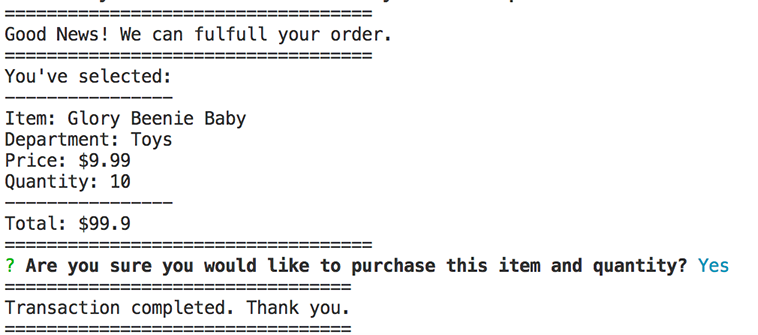 ===================================
Good News! We can fulfull your order.
===================================
You've selected:
----------------
Item: Glory Beenie Baby
Department: Toys
Price: $9.99
Quantity: 10
----------------
Total: $99.9
===================================
? Are you sure you would like to purchase this item and quantity? Yes
=================================
Transaction completed. Thank you.
=================================